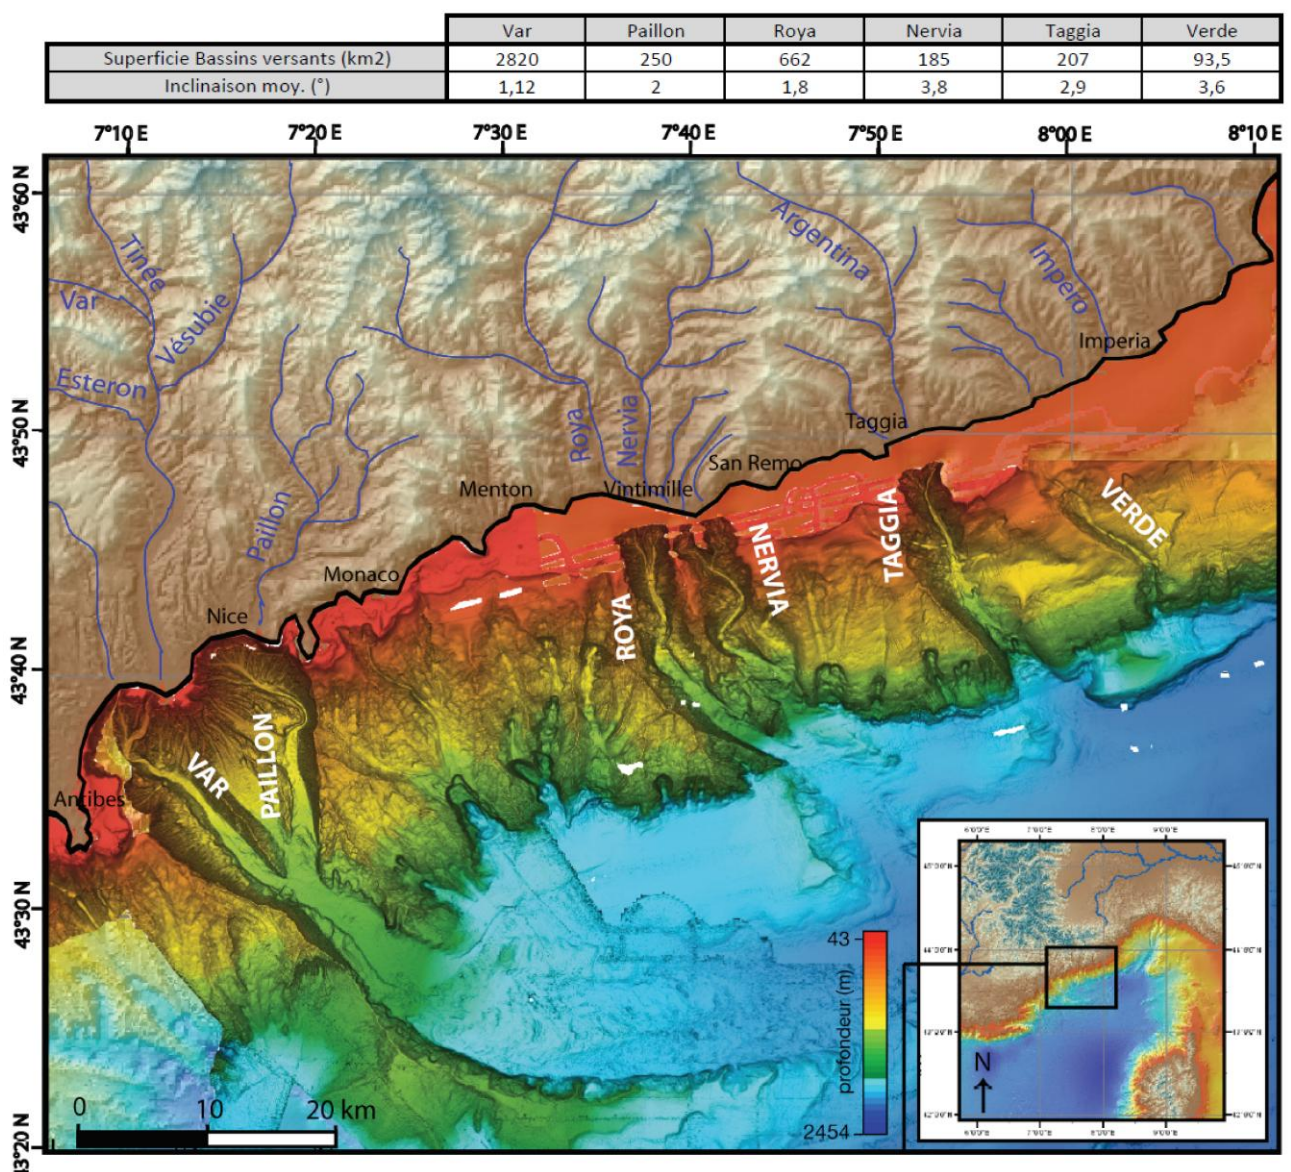 Var Paillon Roya Nervia Taggia Verde
Superficie Bassins versants (km2) 2820 250 662 185 207 93,5
Inclinaison moy. (°) 1,12 2 1,8 3,8 2,9 3,6
7°10 E 7°20 E 7°30 E 7°40 E 7°50 E 8°00 E 8°10 E
43°60 N
Tinée
Argentina
Impero
Var
Vésubie
Imperia
Esteron
Roya
Nervia
Taggia
43°50 N
San Remo
Menton
Vintimille
Paillon
TAGGIA
VERDE
NERVIA
Monaco
Nice
ROYA
43°40 N
VAR
PAILLON
Antibes
43°30 N
43
profondeur (m)
2454
N
0 10 20 km
43°20 N